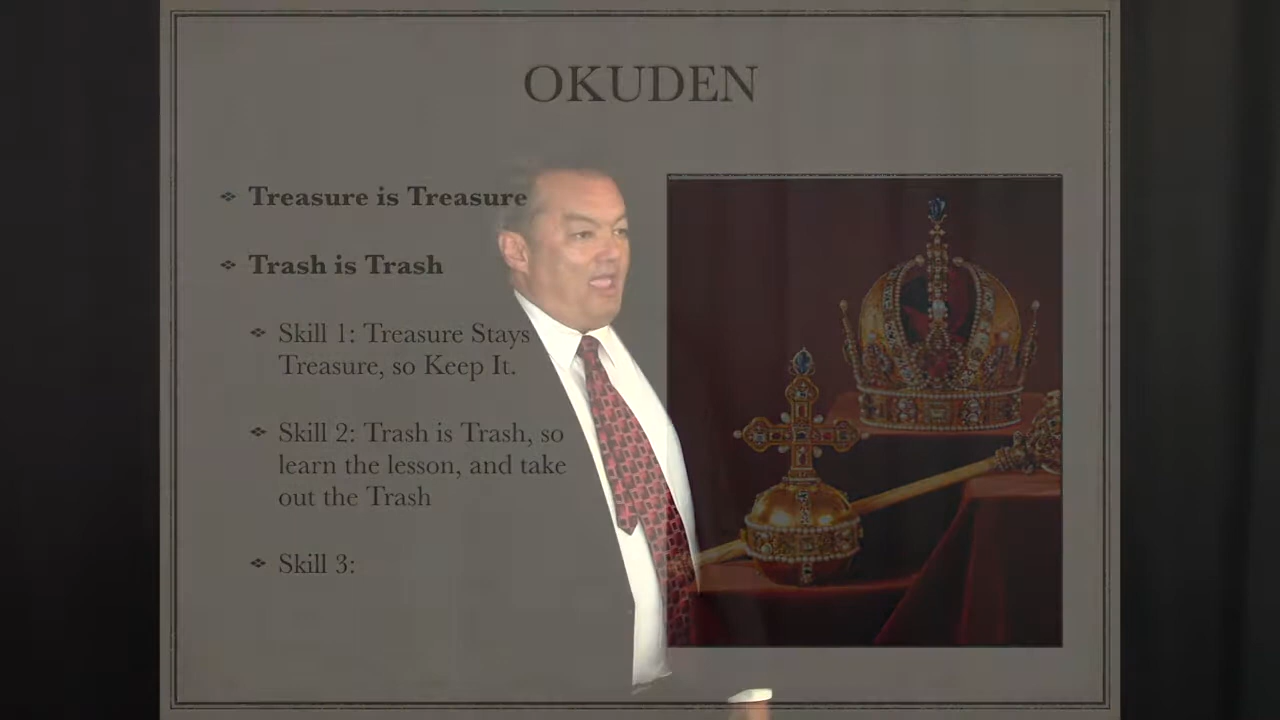 OKUDEN
Treasure is Treasure
Trash is Trash
Skill 1: Treasure Stays
Treasure, so Keep It.
Skill 2: Trash is Trash, so
learn the lesson, and take
out the Trash
Skill 3: